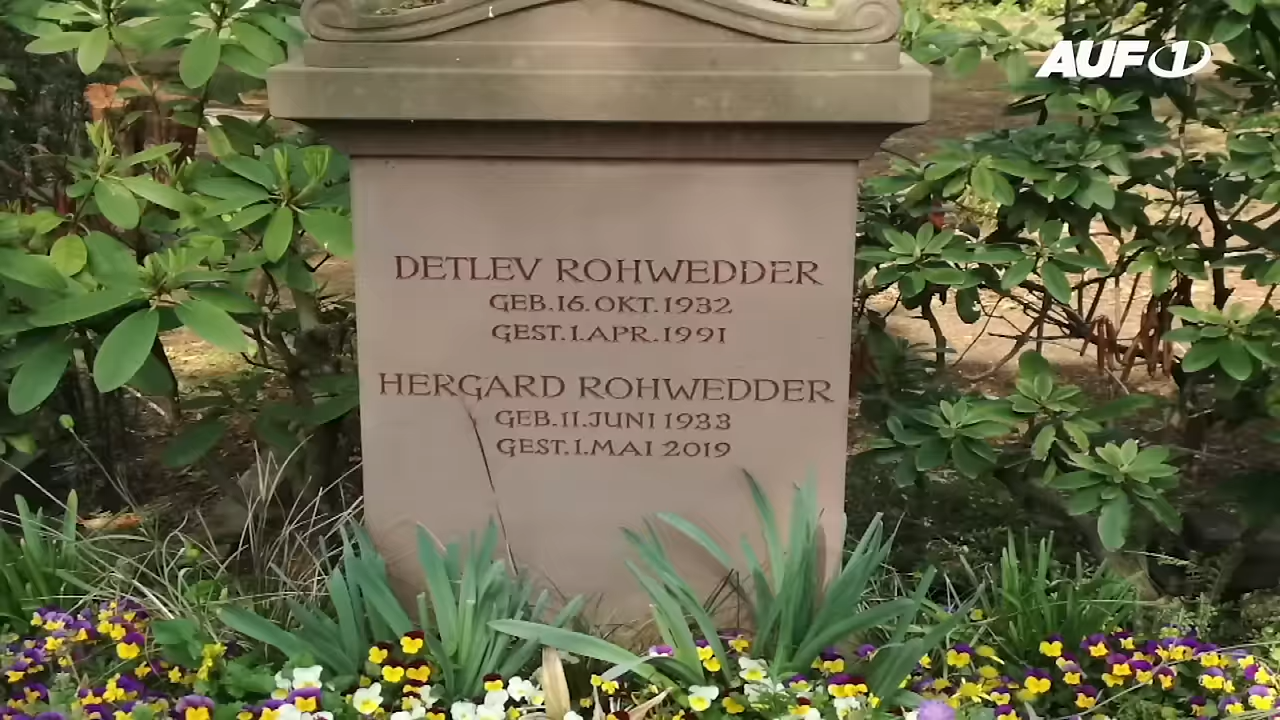 AUF1
DETLEV ROHWEDDER
GEB. 16. OKT. 1932
GEST. 1. APR. 1991
HERGARD ROHWEDDER
GEB. 11. JUNI 1933
GEST. 1. MAI 2019